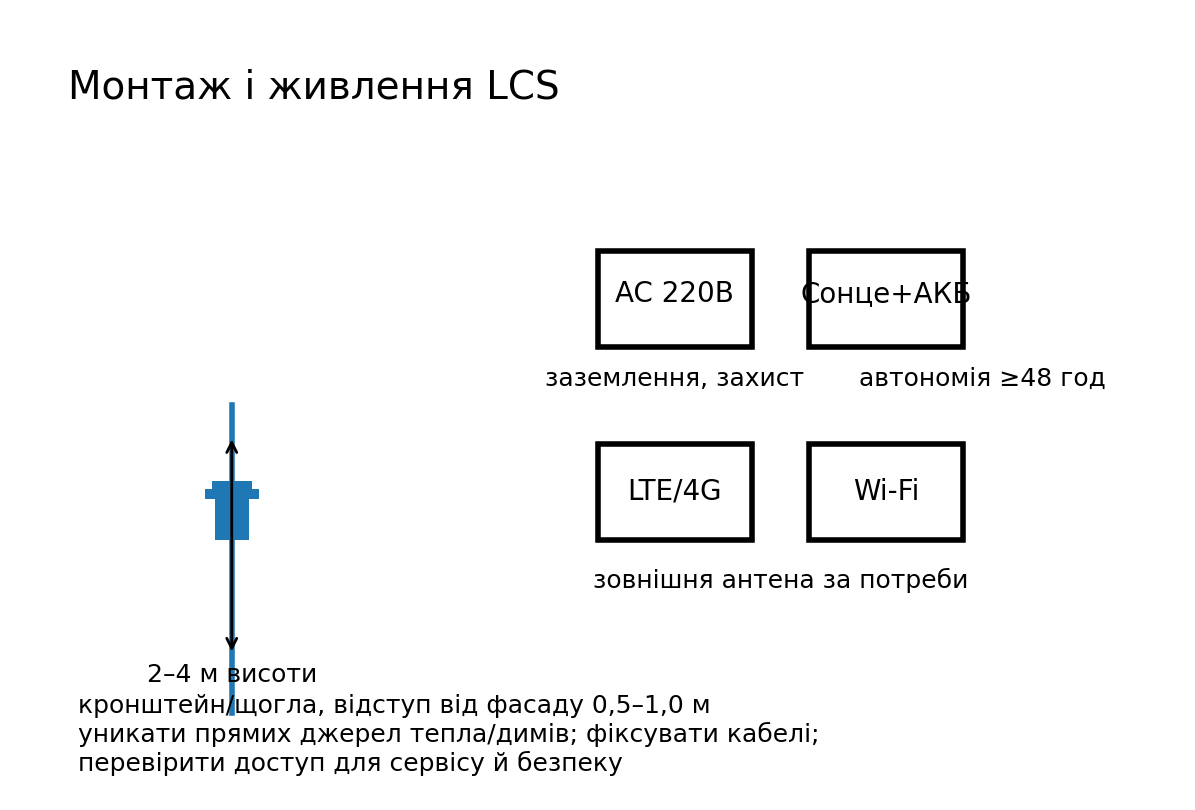 Монтаж і живлення LCS
АС 220В
Сонце+АКБ
заземлення, захист
автономія ≥48 год
LTE/4G
Wi-Fi
зовнішня антена за потреби
2–4 м висоти
кронштейн/щогла, відступ від фасаду 0,5–1,0 м
уникати прямих джерел тепла/димів; фіксувати кабелі;
перевірити доступ для сервісу й безпеку